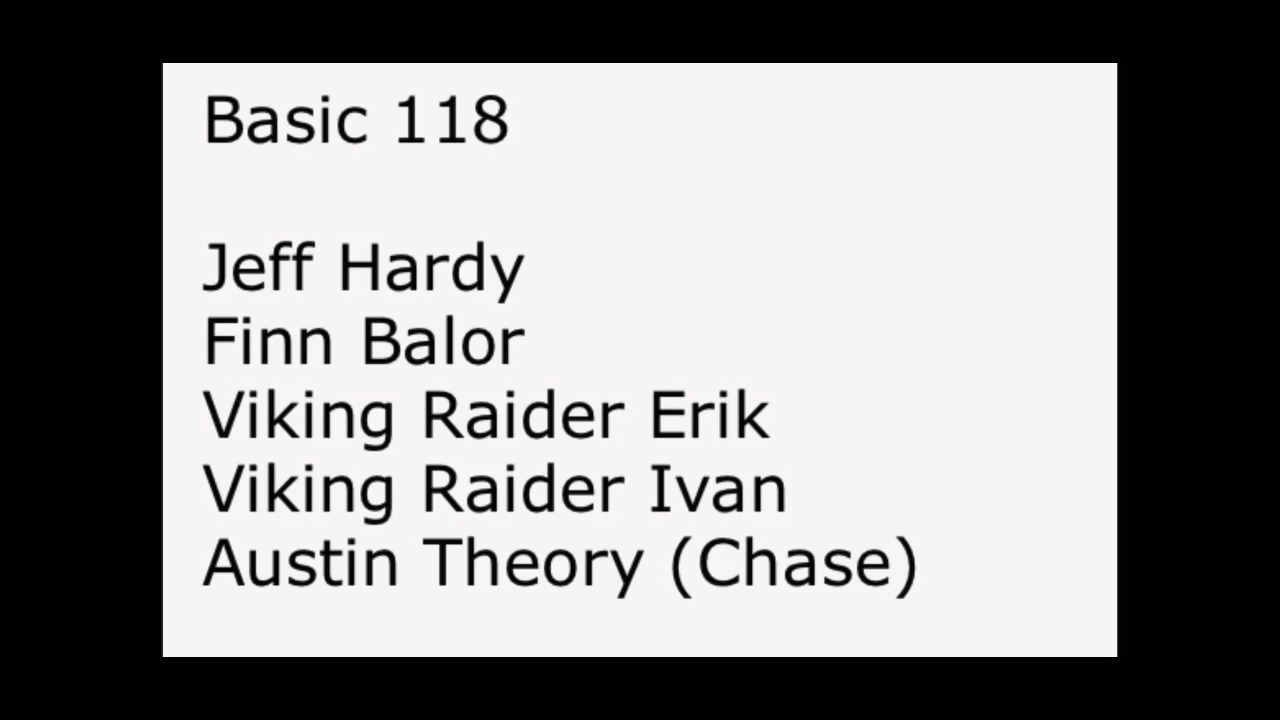 Basic 118
Jeff Hardy
Finn Balor
Viking Raider Erik
Viking Raider Ivan
Austin Theory (Chase)